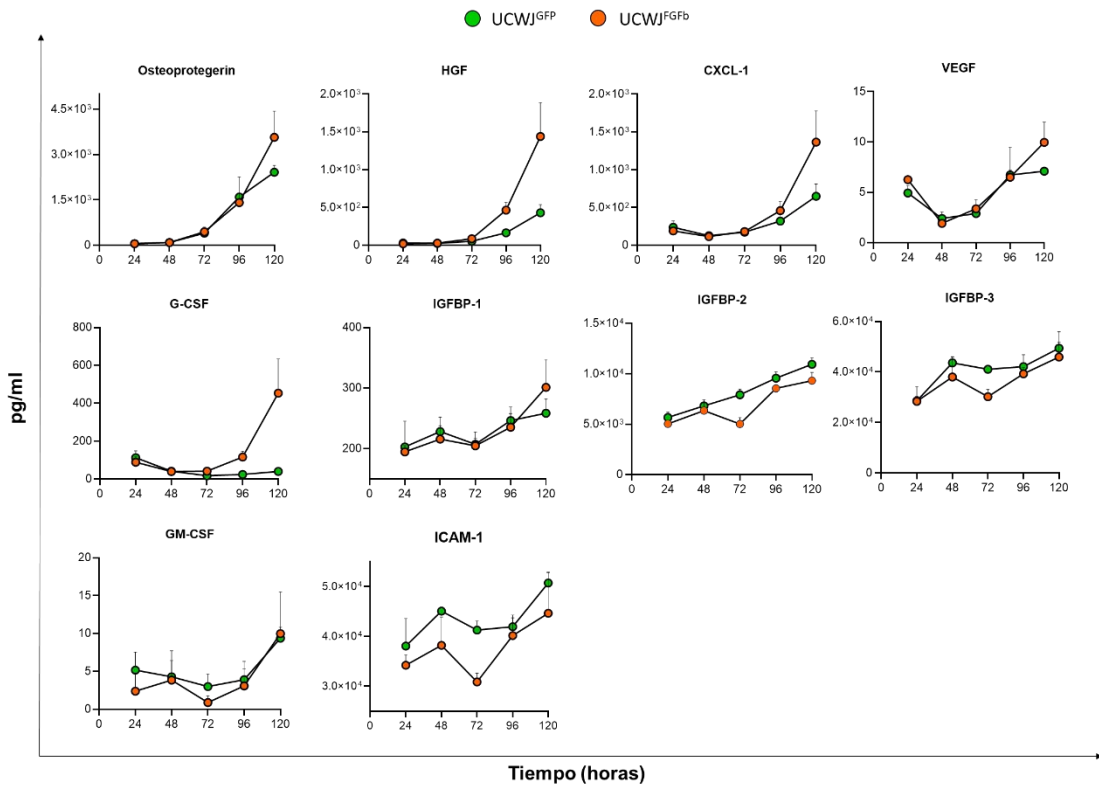 UCWJ^GFP UCWJ^FGFb
Osteoprotegerin
4.5×10³
3.0×10³
1.5×10³
0
0 24 48 72 96 120
HGF
2.0×10³
1.5×10³
1.0×10³
5.0×10²
0
0 24 48 72 96 120
CXCL-1
2.0×10³
1.5×10³
1.0×10³
5.0×10²
0
0 24 48 72 96 120
VEGF
15
10
5
0
0 24 48 72 96 120
G-CSF
800
600
400
200
0
0 24 48 72 96 120
IGFBP-1
400
300
200
0 24 48 72 96 120
IGFBP-2
1.5×10⁴
1.0×10⁴
5.0×10³
0
0 24 48 72 96 120
IGFBP-3
6.0×10⁴
4.0×10⁴
2.0×10⁴
0
0 24 48 72 96 120
GM-CSF
20
15
10
5
0
0 24 48 72 96 120
ICAM-1
5.0×10⁴
4.0×10⁴
3.0×10⁴
0 24 48 72 96 120
pg/ml
Tiempo (horas)